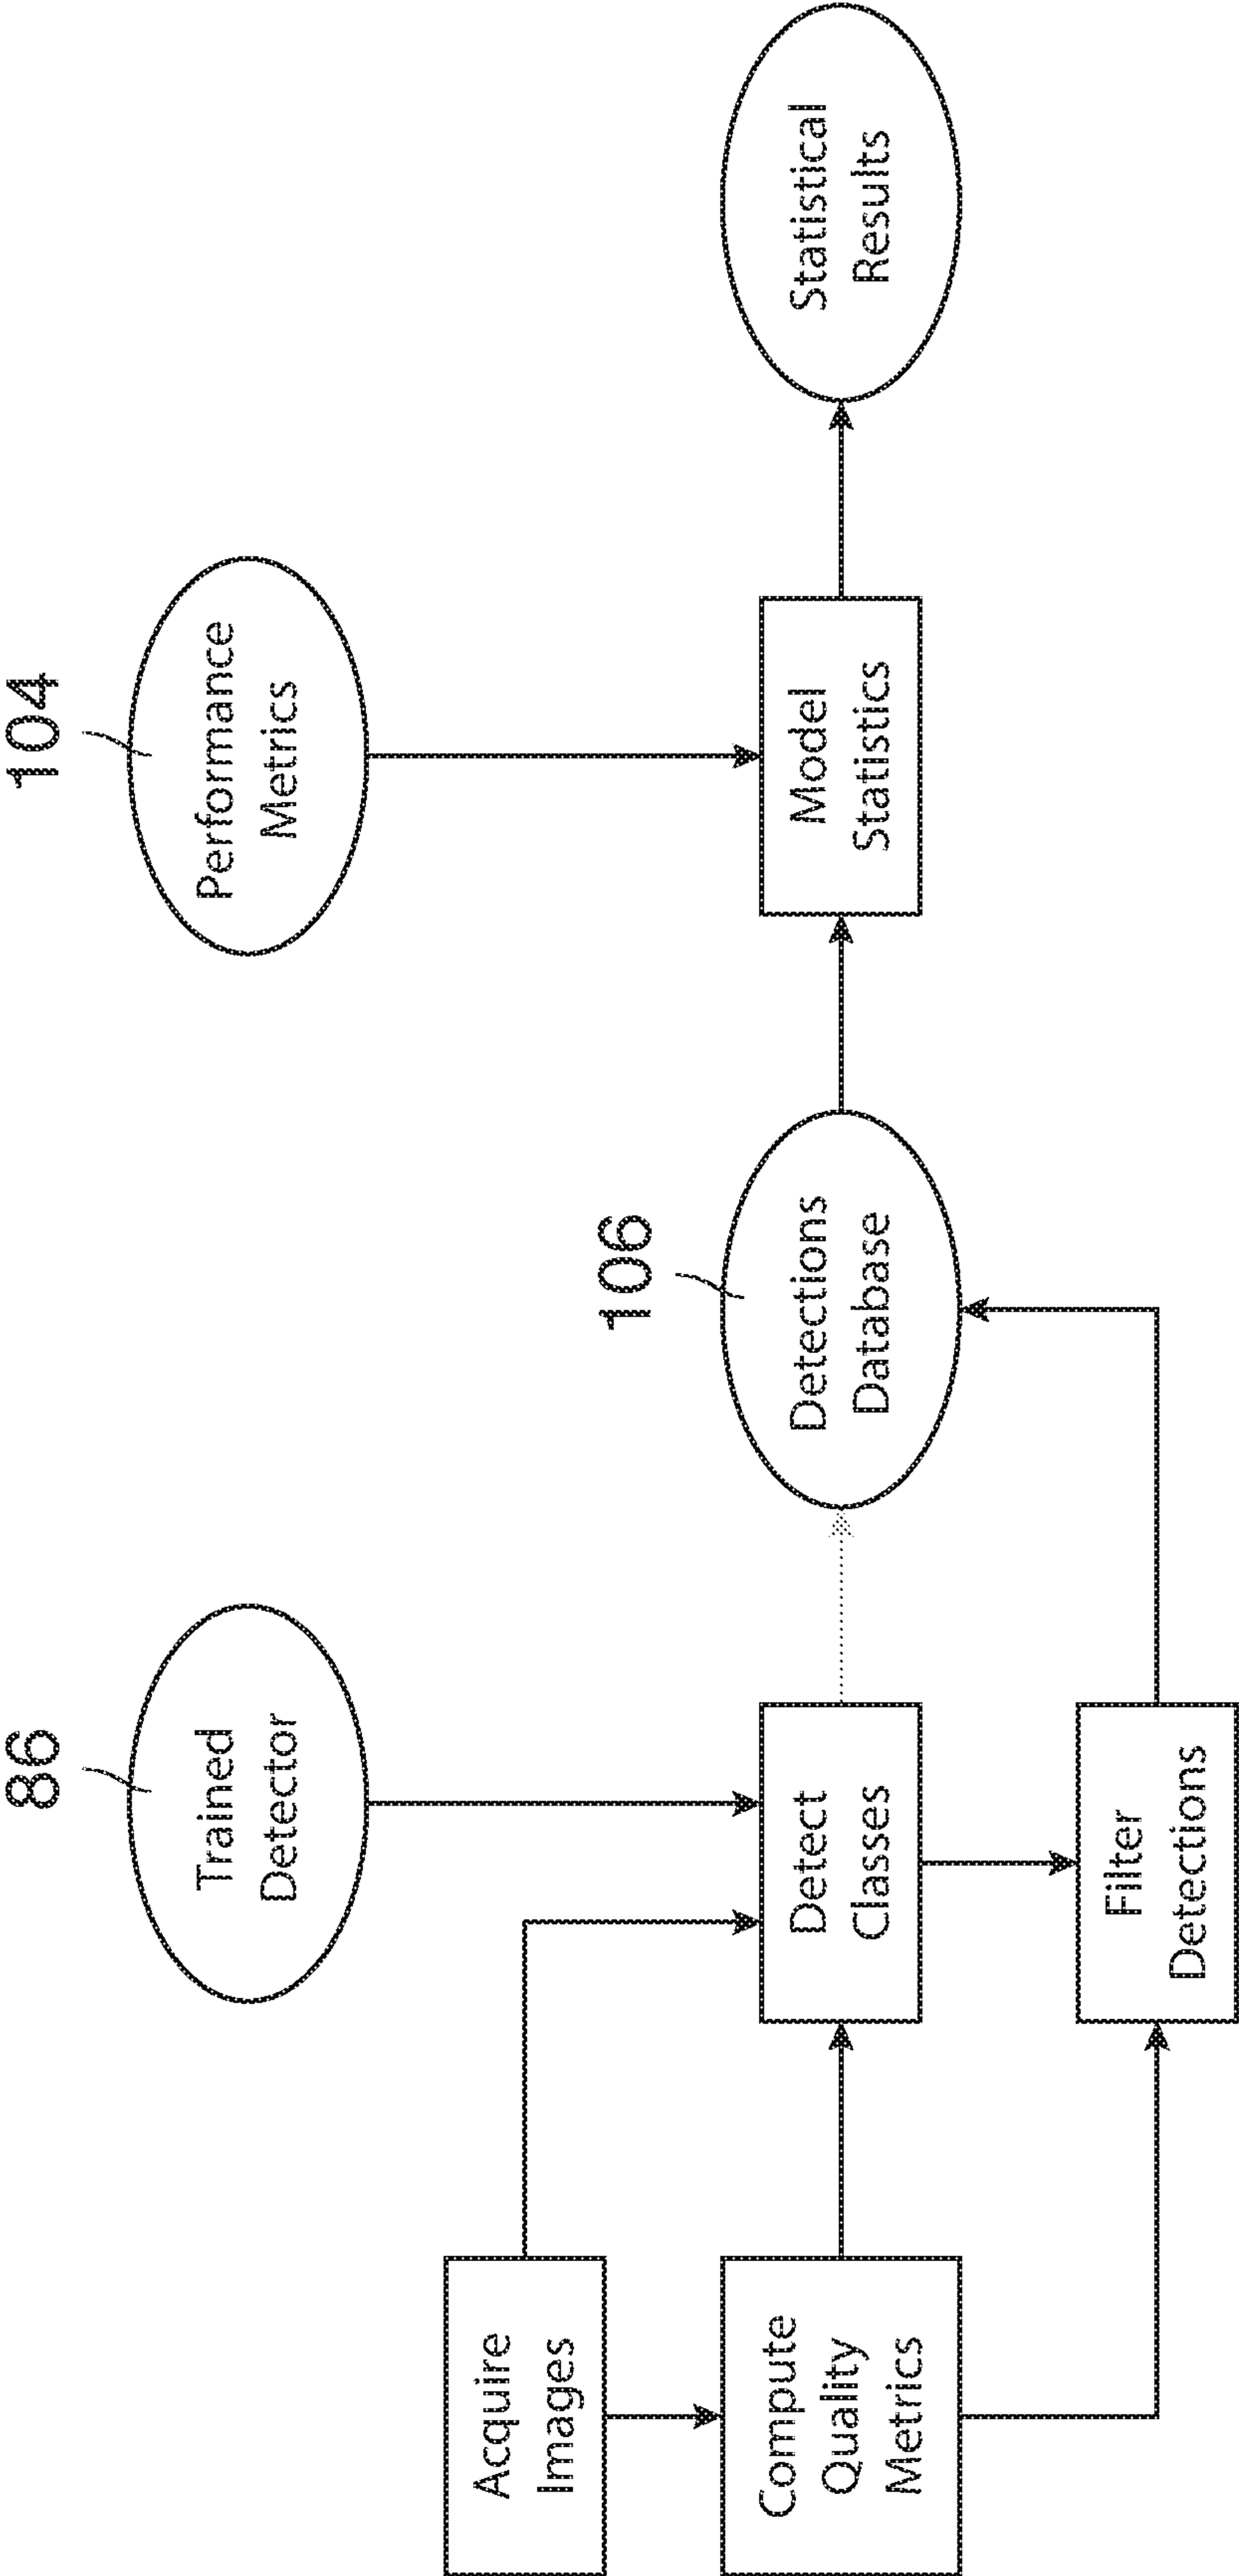 86
Trained
Detector
104
Performance
Metrics
Acquire
Images
106
Compute
Quality
Metrics
Detect
Classes
Detections
Database
Model
Statistics
Statistical
Results
Filter
Detections